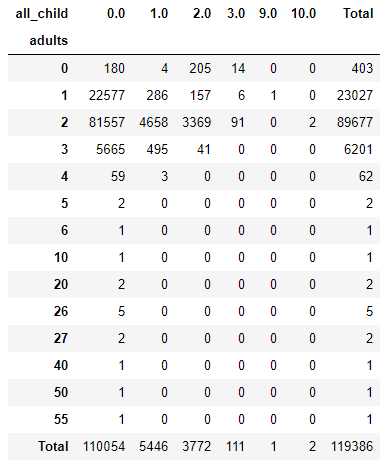 all_child 0.0 1.0 2.0 3.0 9.0 10.0 Total
adults
0 180 4 205 14 0 0 403
1 22577 286 157 6 1 0 23027
2 81557 4658 3369 91 0 2 89677
3 5665 495 41 0 0 0 6201
4 59 3 0 0 0 0 62
5 2 0 0 0 0 0 2
6 1 0 0 0 0 0 1
10 1 0 0 0 0 0 1
20 2 0 0 0 0 0 2
26 5 0 0 0 0 0 5
27 2 0 0 0 0 0 2
40 1 0 0 0 0 0 1
50 1 0 0 0 0 0 1
55 1 0 0 0 0 0 1
Total 110054 5446 3772 111 1 2 119386